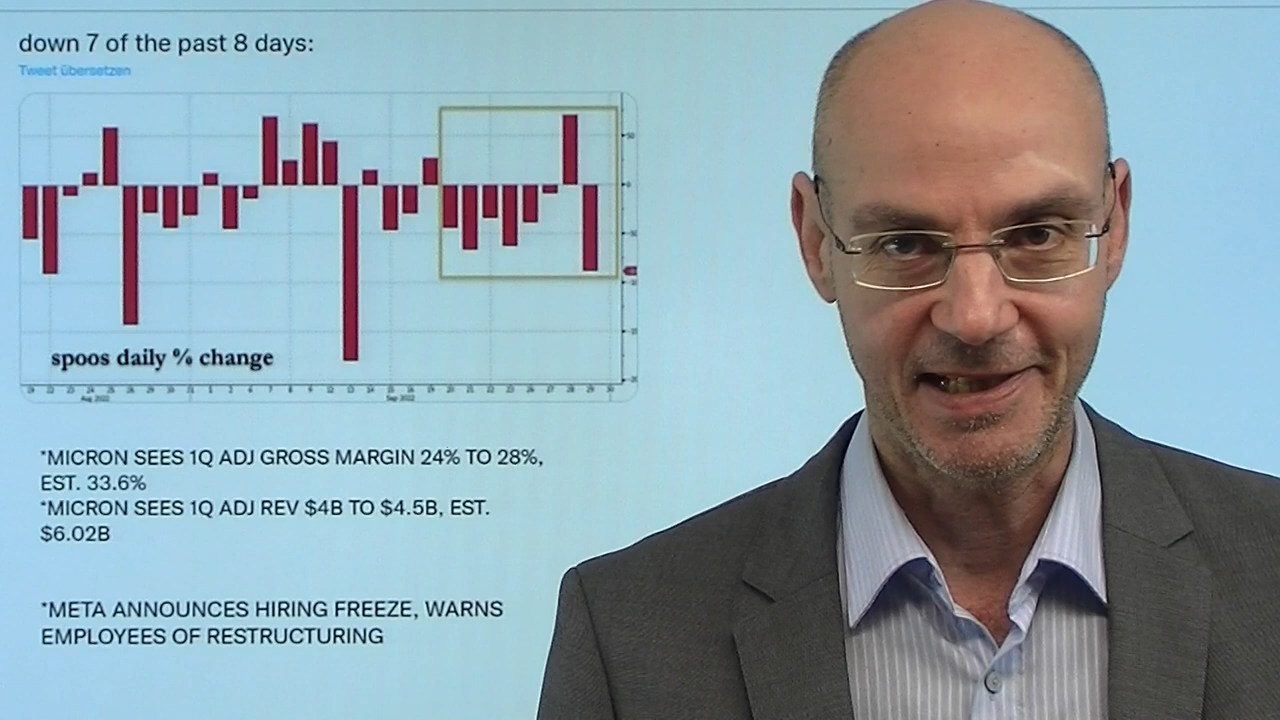 down 7 of the past 8 days:
Tweet übersetzen
spoos daily % change
Aug 2022
Sep 2022
*MICRON SEES 1Q ADJ GROSS MARGIN 24% TO 28%,
EST. 33.6%
*MICRON SEES 1Q ADJ REV $4B TO $4.5B, EST.
$6.02B
*META ANNOUNCES HIRING FREEZE, WARNS
EMPLOYEES OF RESTRUCTURING